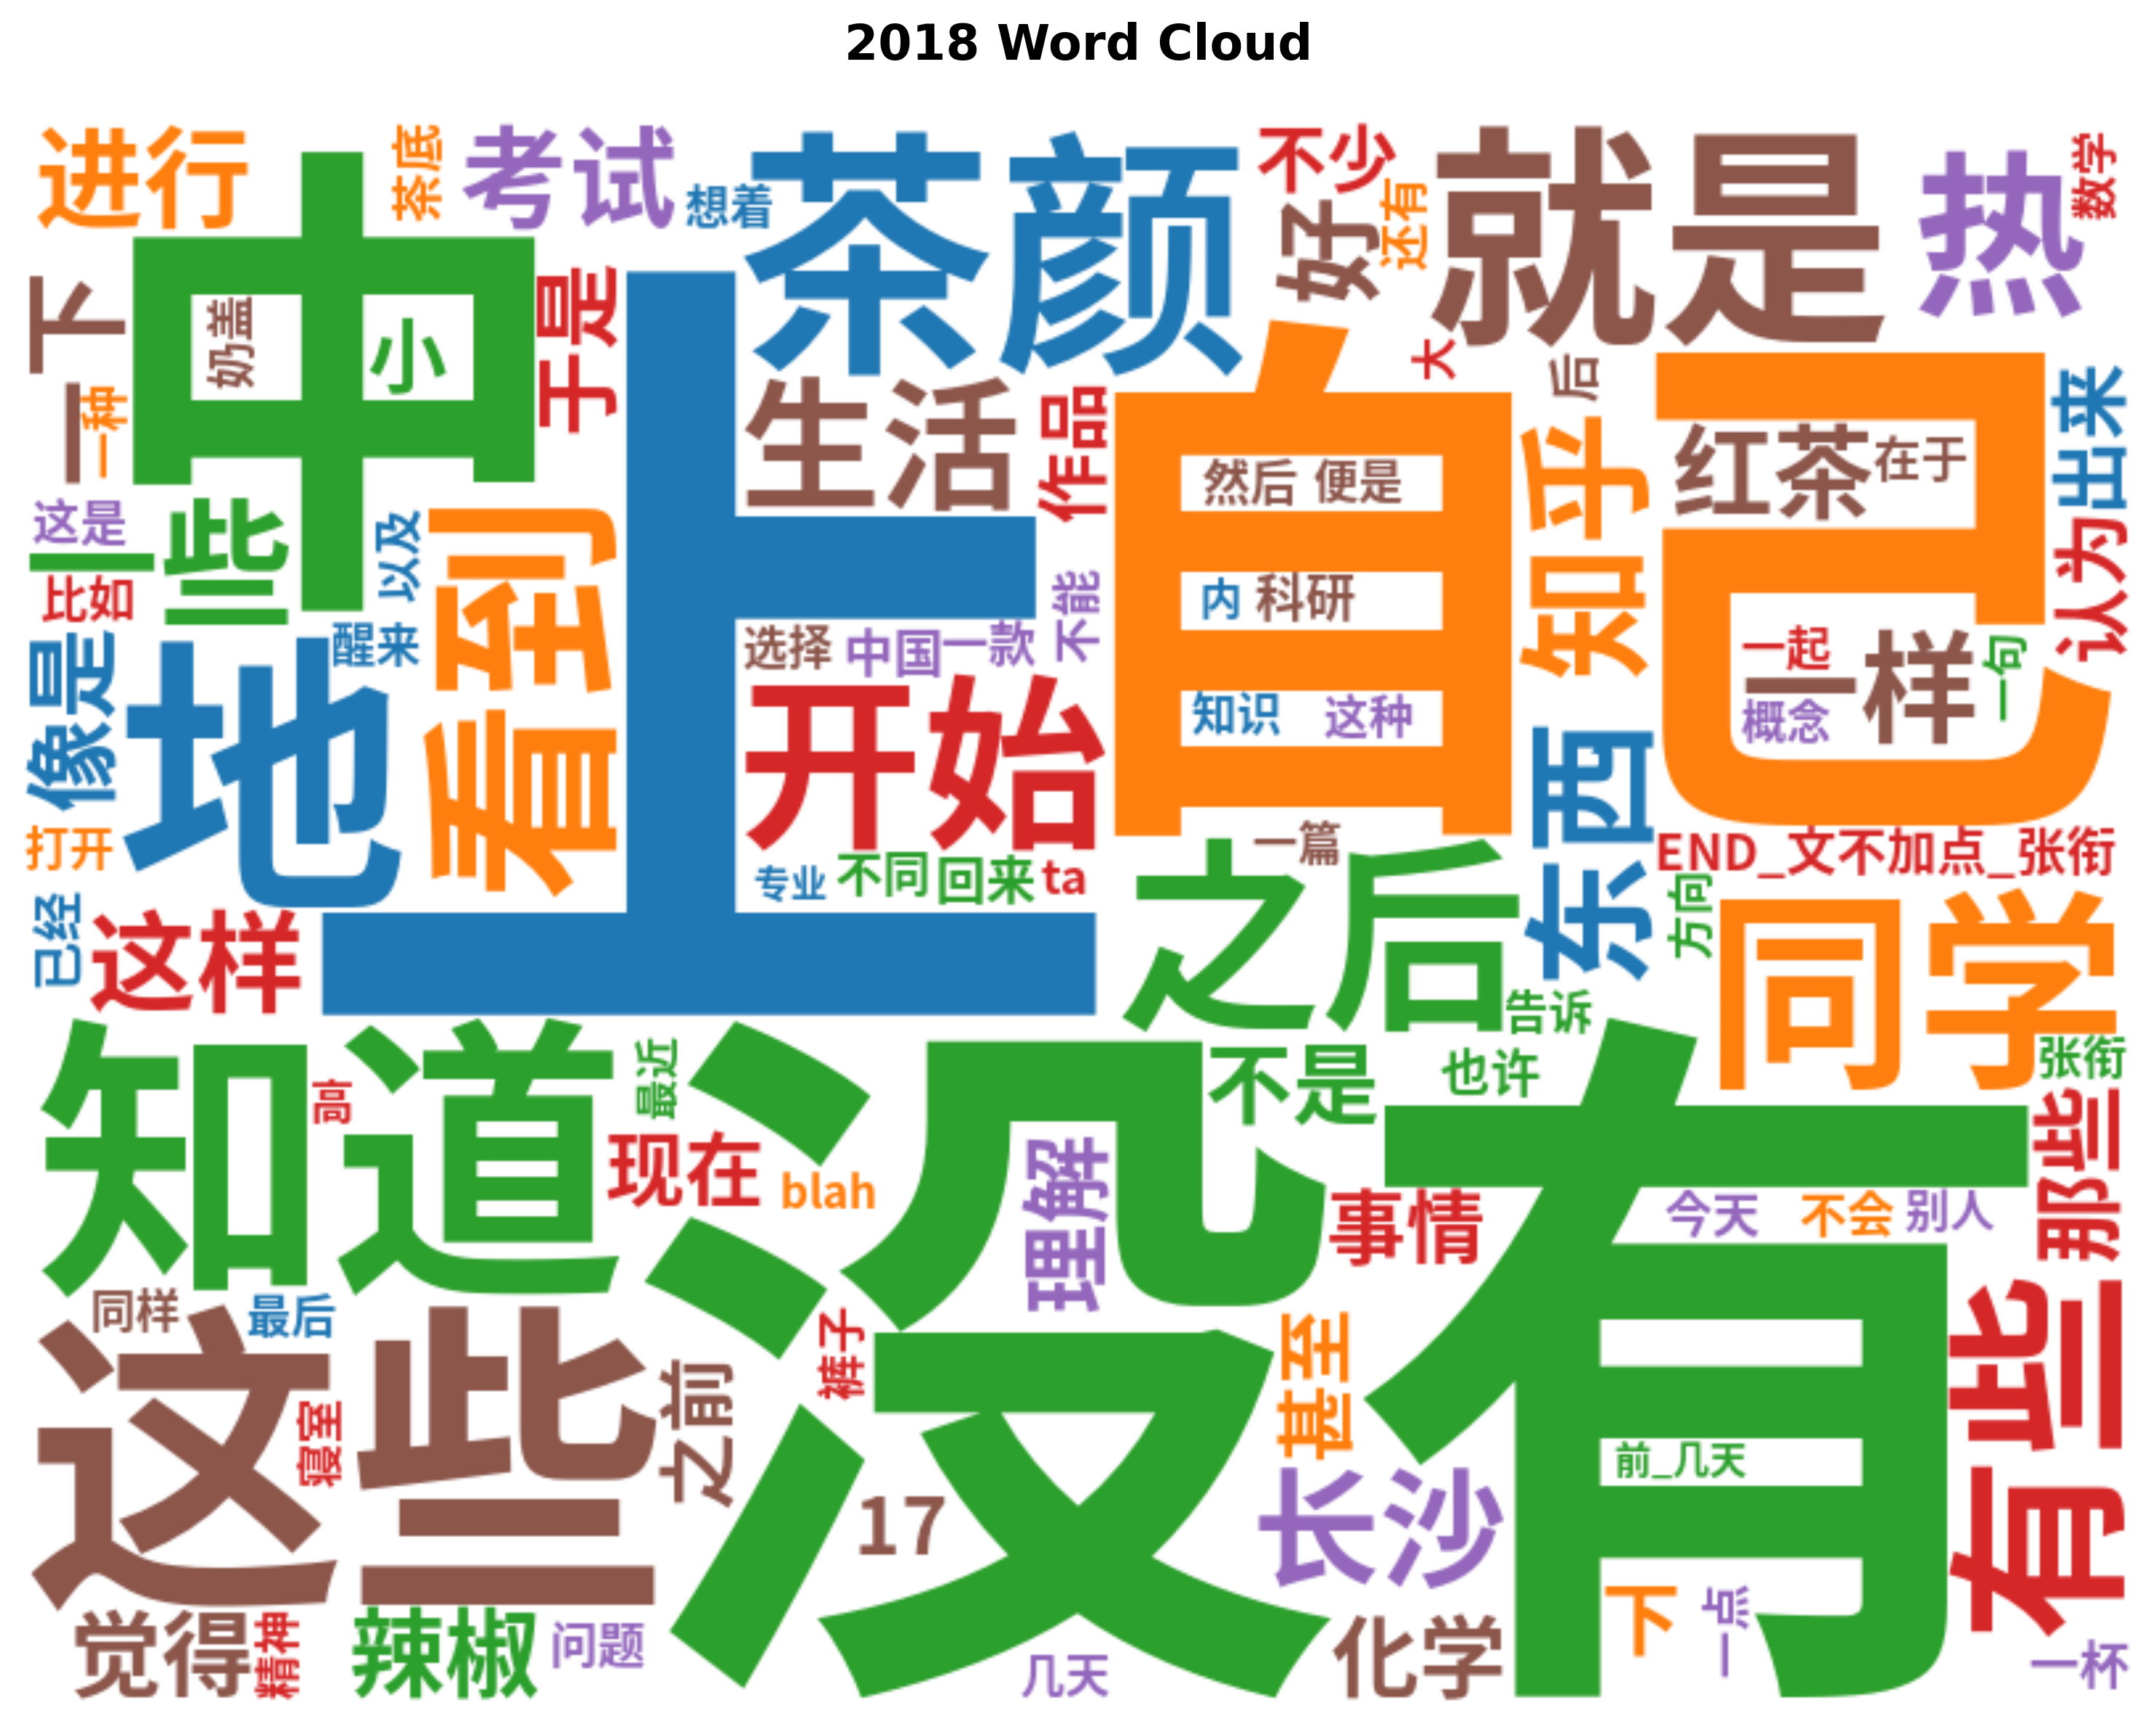 2018 Word Cloud
进行
茶底
考试
想着
茶颜
不少
还有
好
就是
热
数学
一下
中
奶盖
小
于是
上
生活
作品
自己
太
后
知乎
红茶
在于
出来
一种
然后
便是
这是
一些
以及
看到
内
科研
不能
认为
比如
醒来
选择
中国
一款
一起
一样
一句
概念
像是
地
开始
知识
这种
东西
打开
专业
不同
回来
ta
一篇
之后
END_文不加点_张衔
方向
同学
已经
这样
告诉
张衔
知道
高
最近
没有
不是
也许
那些
现在
blah
理解
事情
今天
不会
别人
同样
最后
这些
寝室
之前
裤子
甚至
有些
前_几天
17
长沙
觉得
精神
辣椒
问题
几天
化学
下
一点
一杯